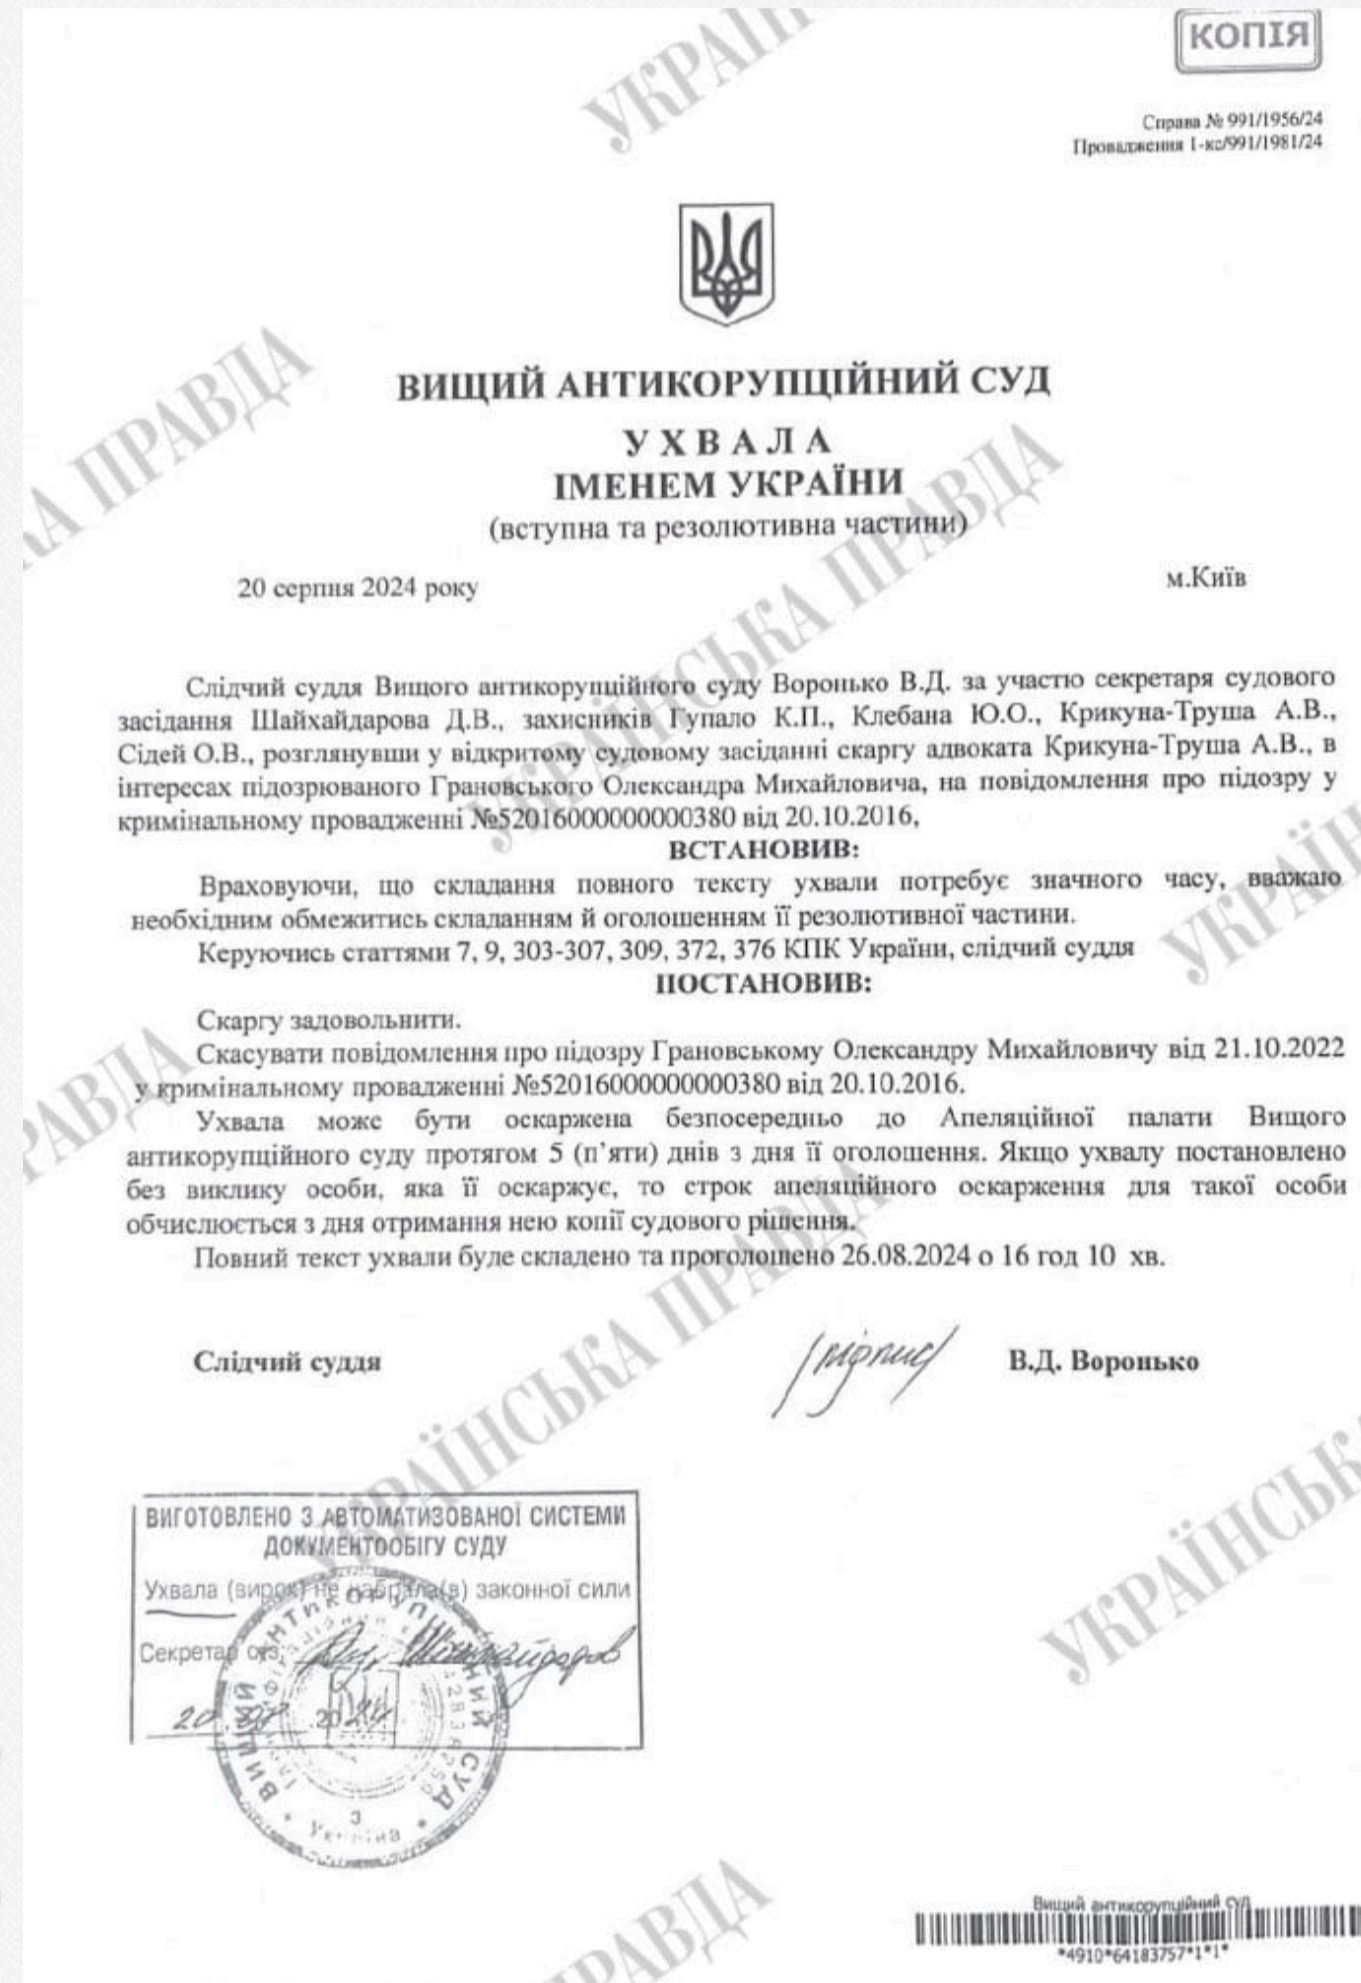 КОПІЯ
Справа № 991/1956/24
Провадження 1-кс/991/1981/24
ВИЩИЙ АНТИКОРУПЦІЙНИЙ СУД
У Х В А Л А
ІМЕНЕМ УКРАЇНИ
(вступна та резолютивна частини)
20 серпня 2024 року
м.Київ
Слідчий суддя Вищого антикорупційного суду Воронько В.Д. за участю секретаря судового
засідання Шайхайдарова Д.В., захисників Гупало К.П., Клебана Ю.О., Крикуна-Труша А.В.,
Сідей О.В., розглянувши у відкритому судовому засіданні скаргу адвоката Крикуна-Труша А.В., в
інтересах підозрюваного Грановського Олександра Михайловича, на повідомлення про підозру у
кримінальному провадженні №52016000000000380 від 20.10.2016,
ВСТАНОВИВ:
Враховуючи, що складання повного тексту ухвали потребує значного часу, вважаю
необхідним обмежитись складанням й оголошенням її резолютивної частини.
Керуючись статтями 7, 9, 303-307, 309, 372, 376 КПК України, слідчий суддя
ПОСТАНОВИВ:
Скаргу задовольнити.
Скасувати повідомлення про підозру Грановському Олександру Михайловичу від 21.10.2022
у кримінальному провадженні №52016000000000380 від 20.10.2016.
Ухвала може бути оскаржена безпосередньо до Апеляційної палати Вищого
антикорупційного суду протягом 5 (п’яти) днів з дня її оголошення. Якщо ухвалу постановлено
без виклику особи, яка її оскаржує, то строк апеляційного оскарження для такої особи
обчислюється з дня отримання нею копії судового рішення.
Повний текст ухвали буде складено та проголошено 26.08.2024 о 16 год 10 хв.
Слідчий суддя
/підпис/
В.Д. Воронько
ВИГОТОВЛЕНО З АВТОМАТИЗОВАНОЇ СИСТЕМИ
ДОКУМЕНТООБІГУ СУДУ
Ухвала (вирок) не набрала(в) законної сили
Секретар
20 2024
ВИЩИЙ АНТИКОРУПЦІЙНИЙ СУД
3
Україна
Вищий антикорупційний суд
*4910*64183757*1*1*
УКРАЇНСЬКА ПРАВДА